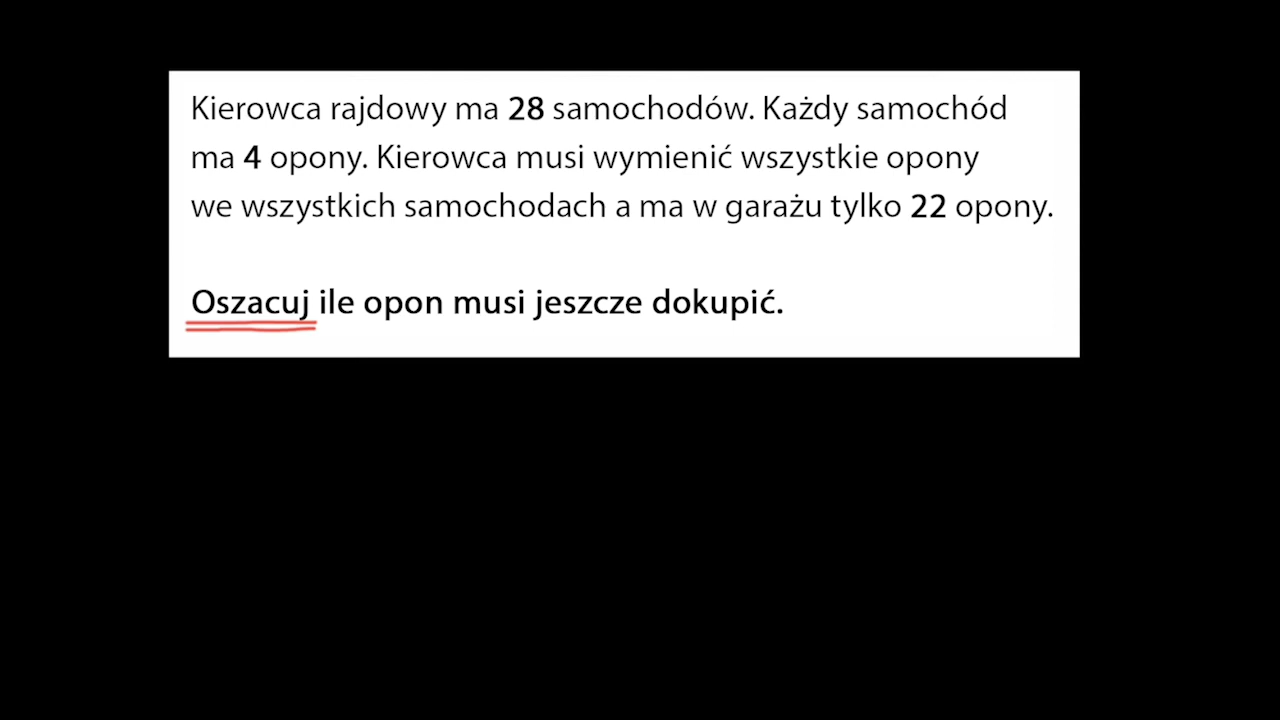 Kierowca rajdowy ma 28 samochodów. Każdy samochód
ma 4 opony. Kierowca musi wymienić wszystkie opony
we wszystkich samochodach a ma w garażu tylko 22 opony.
Oszacuj ile opon musi jeszcze dokupić.